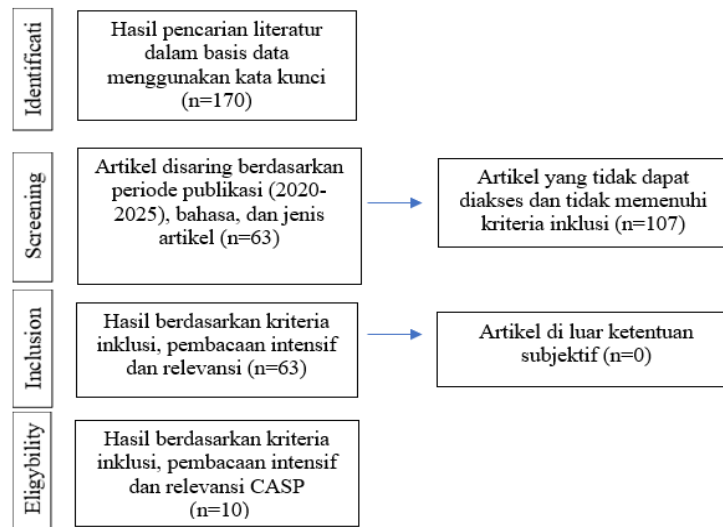 Identificati
Hasil pencarian literatur
dalam basis data
menggunakan kata kunci
(n=170)
Screening
Artikel disaring berdasarkan
periode publikasi (2020-
2025), bahasa, dan jenis
artikel (n=63)
Artikel yang tidak dapat
diakses dan tidak memenuhi
kriteria inklusi (n=107)
Inclusion
Hasil berdasarkan kriteria
inklusi, pembacaan intensif
dan relevansi (n=63)
Artikel di luar ketentuan
subjektif (n=0)
Eligybility
Hasil berdasarkan kriteria
inklusi, pembacaan intensif
dan relevansi CASP
(n=10)